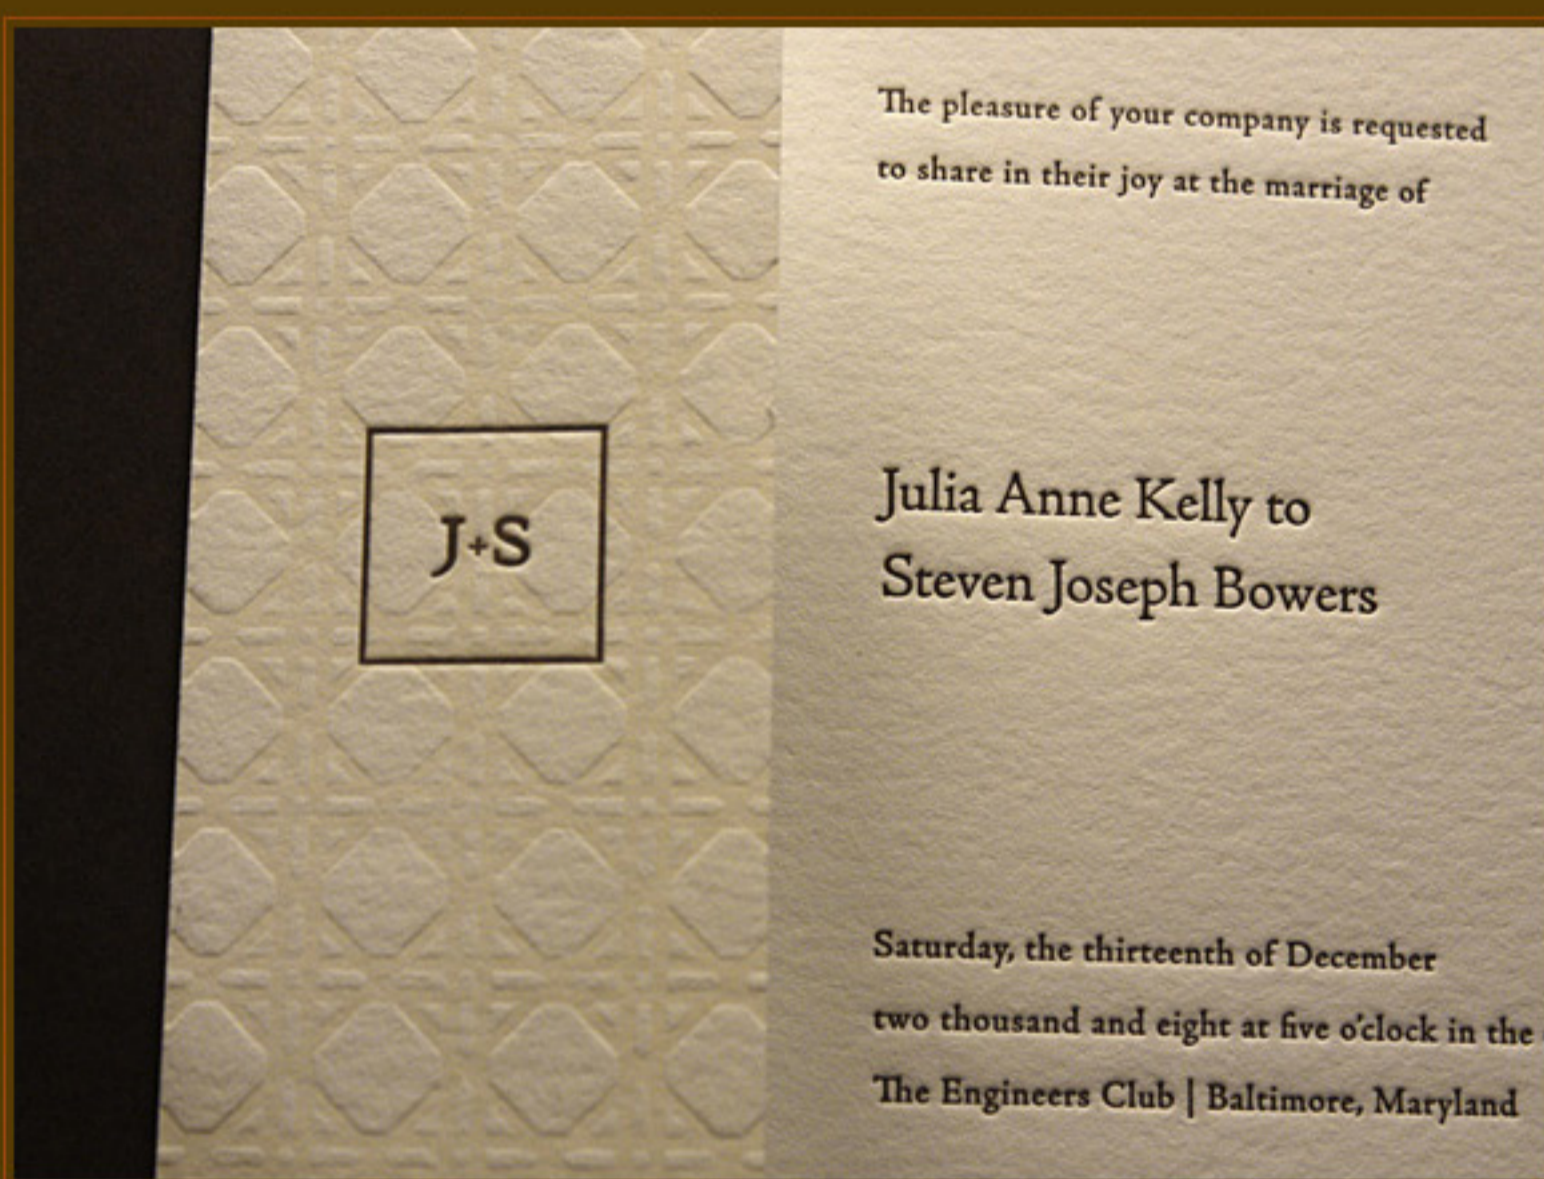 The pleasure of your company is requested
to share in their joy at the marriage of
J+S
Julia Anne Kelly to
Steven Joseph Bowers
Saturday, the thirteenth of December
two thousand and eight at five o'clock in the
The Engineers Club | Baltimore, Maryland